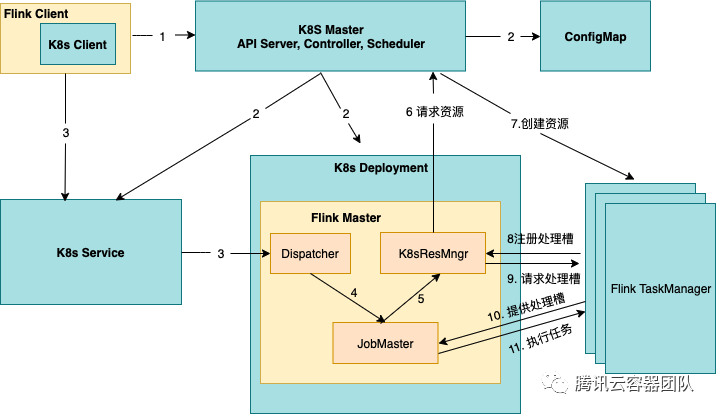 Flink Client
K8s Client
1
K8S Master
API Server, Controller, Scheduler
2
ConfigMap
3
2
2
6 请求资源
7.创建资源
K8s Deployment
Flink Master
K8s Service
3
Dispatcher
K8sResMngr
8注册处理槽
9. 请求处理槽
Flink TaskManager
4
5
10. 提供处理槽
JobMaster
11. 执行任务
腾讯云容器团队